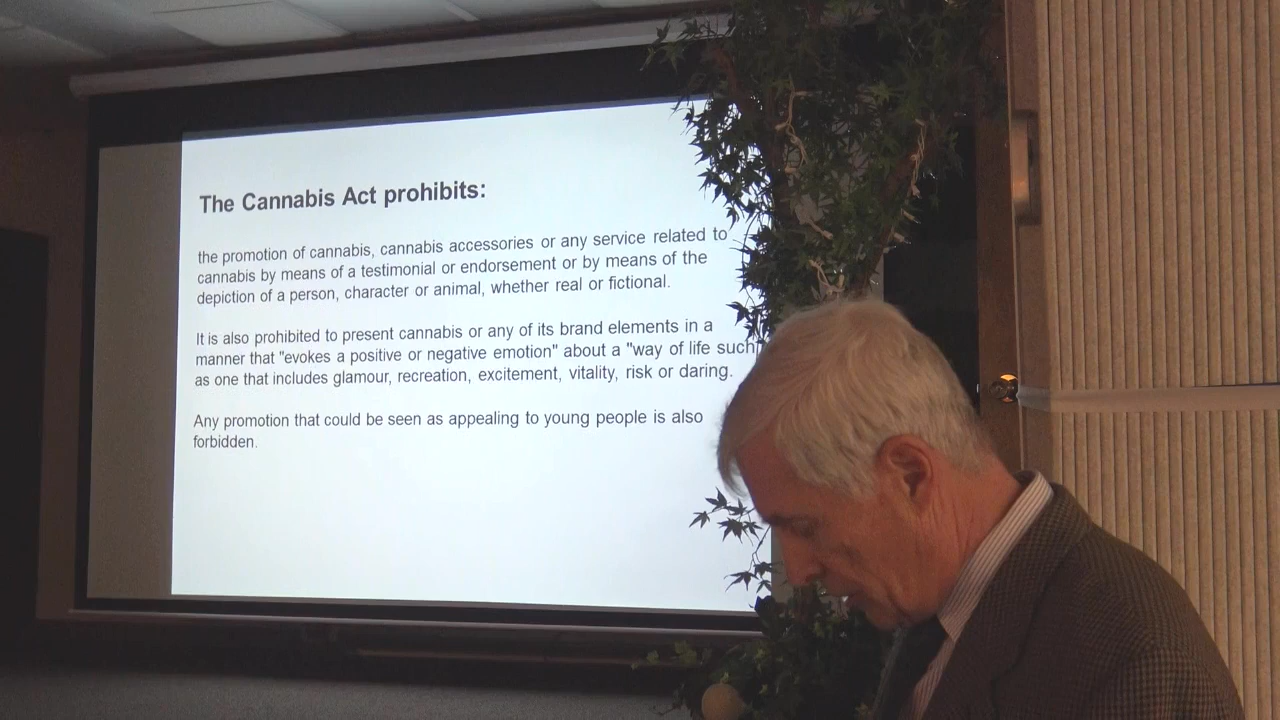 The Cannabis Act prohibits:
the promotion of cannabis, cannabis accessories or any service related to
cannabis by means of a testimonial or endorsement or by means of the
depiction of a person, character or animal, whether real or fictional.
It is also prohibited to present cannabis or any of its brand elements in a
manner that "evokes a positive or negative emotion" about a "way of life such
as one that includes glamour, recreation, excitement, vitality, risk or daring.
Any promotion that could be seen as appealing to young people is also
forbidden.